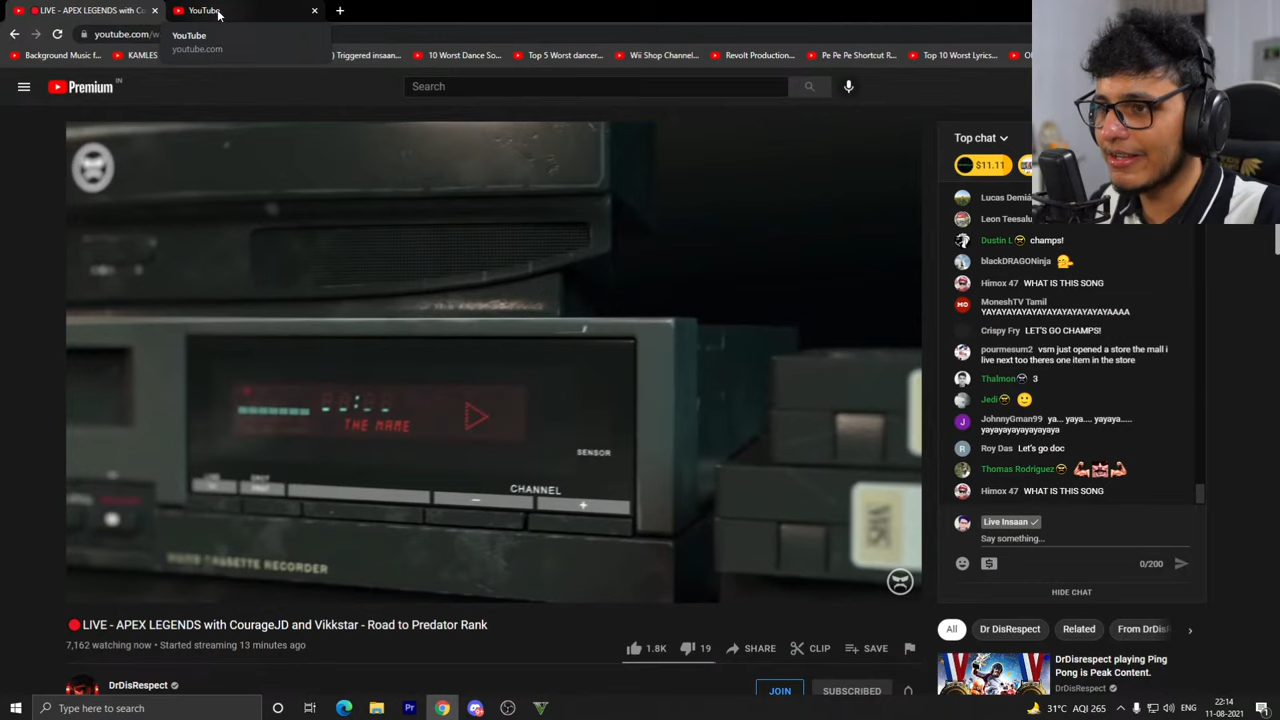 LIVE - APEX LEGENDS with Co
YouTube
YouTube
youtube.com
youtube.com/w
Background Music f...
KAMLES
) Triggered insaan...
10 Worst Dance So...
Top 5 Worst dancer...
Wii Shop Channel...
Revolt Production...
Pe Pe Pe Shortcut R...
Top 10 Worst Lyrics...
Premium IN
Search
Top chat
$11.11
Lucas Demiá
Leon Teesalu
Dustin L champs!
blackDRAGONinja
Himox 47 WHAT IS THIS SONG
MoneshTV Tamil
YAYAYAYAYAYAYAYAYAYAYAYAAAA
Crispy Fry LET'S GO CHAMPS!
pourmesum2 vsm just opened a store the mall i
live next too theres one item in the
store
Thalmon 3
Jedi
JohnnyGman99 ya... yaya.... yayaya.....
yayayayayayayayaya
Roy Das Let's go doc
Thomas Rodriguez
Himox 47 WHAT IS THIS SONG
Live Insaan
Say something...
0/200
HIDE CHAT
THE NAME
SENSOR
CHANNEL
- +
CASSETTE RECORDER
VHS
LIVE - APEX LEGENDS with CourageJD and Vikkstar - Road to Predator Rank
7,162 watching now • Started streaming 13 minutes ago
1.8K
19
SHARE
CLIP
SAVE
DrDisRespect
JOIN
SUBSCRIBED
All
Dr DisRespect
Related
From DrDisR
DrDisrespect playing Ping
Pong is Peak Content.
DrDisRespect
Type here to search
31°C AQI 265
ENG
22:14
11-08-2021